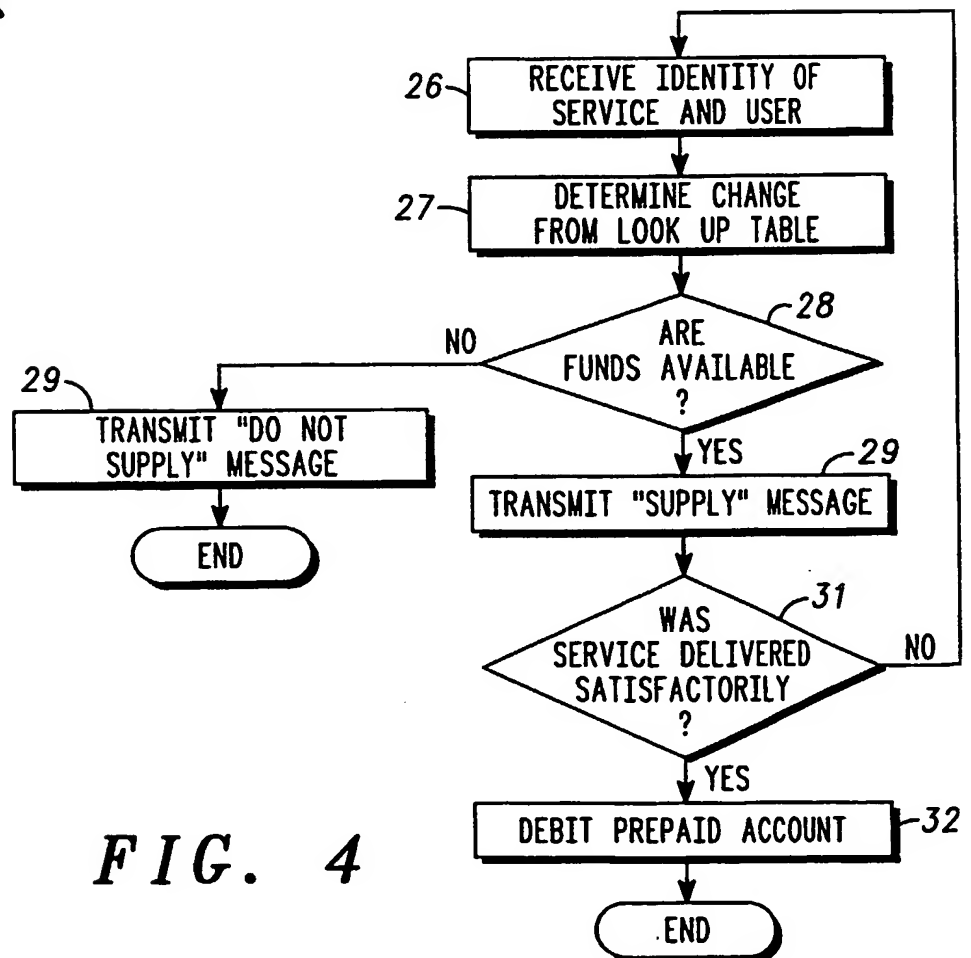 26
RECEIVE IDENTITY OF
SERVICE AND USER
27
DETERMINE CHANGE
FROM LOOK UP TABLE
28
ARE
FUNDS AVAILABLE
?
NO
YES
29
TRANSMIT "DO NOT
SUPPLY" MESSAGE
END
29
TRANSMIT "SUPPLY" MESSAGE
31
WAS
SERVICE DELIVERED
SATISFACTORILY
?
NO
YES
DEBIT PREPAID ACCOUNT
32
END
FIG. 4